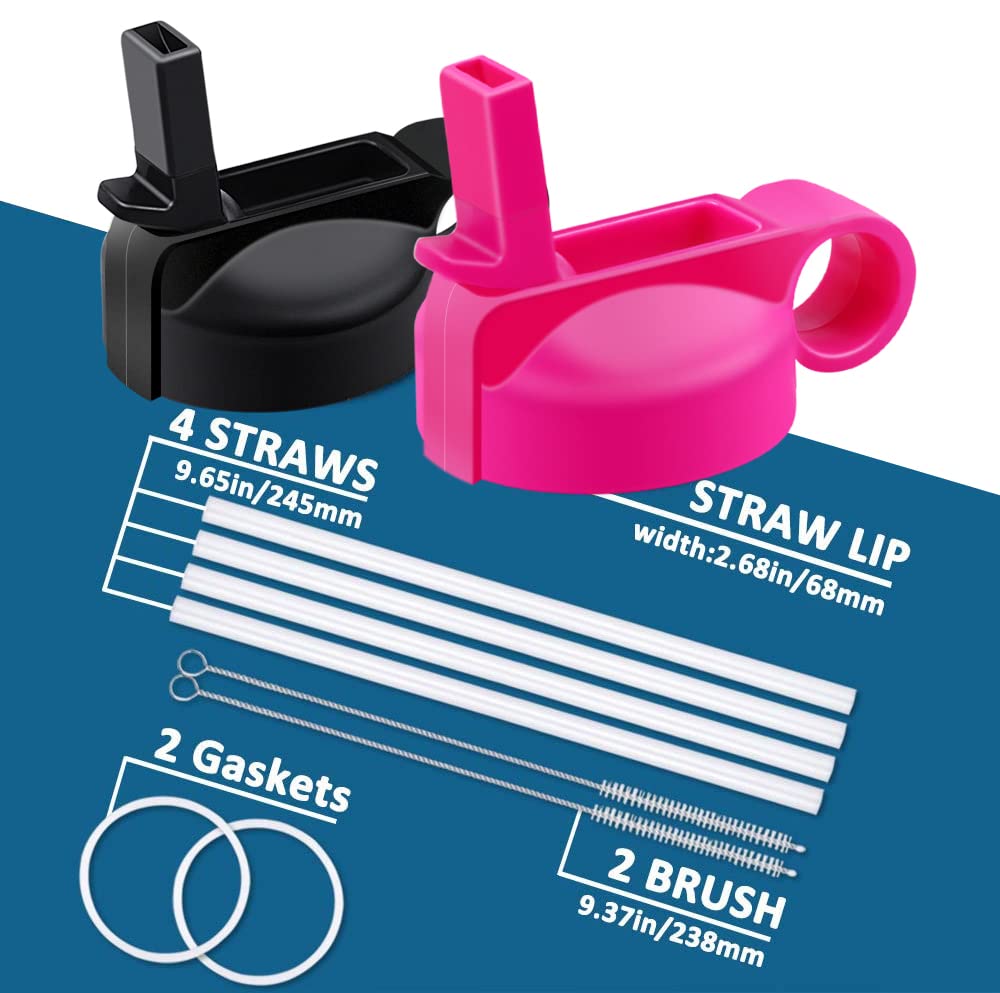 4 STRAWS
9.65in/245mm
STRAW LIP
width:2.68in/68mm
2 Gaskets
2 BRUSH
9.37in/238mm